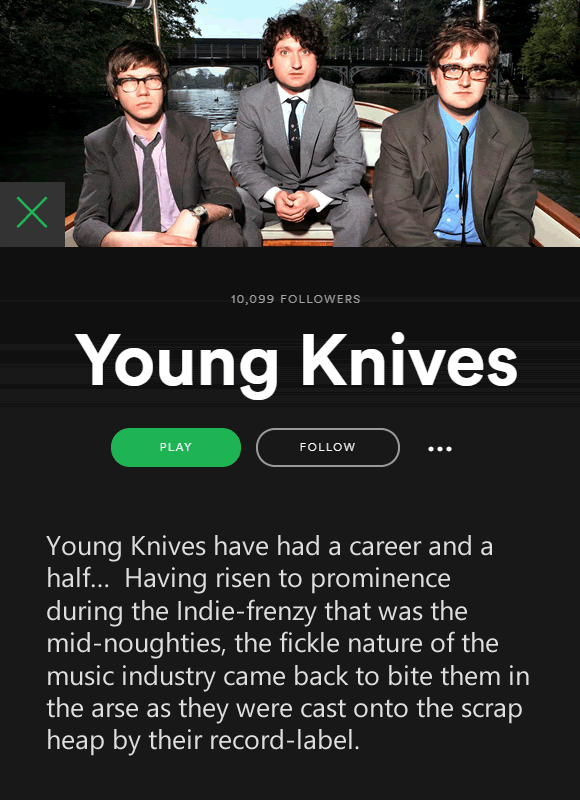 10,099 FOLLOWERS
Young Knives
PLAY
FOLLOW
Young Knives have had a career and a
half... Having risen to prominence
during the Indie-frenzy that was the
mid-noughties, the fickle nature of the
music industry came back to bite them in
the arse as they were cast onto the scrap
heap by their record-label.